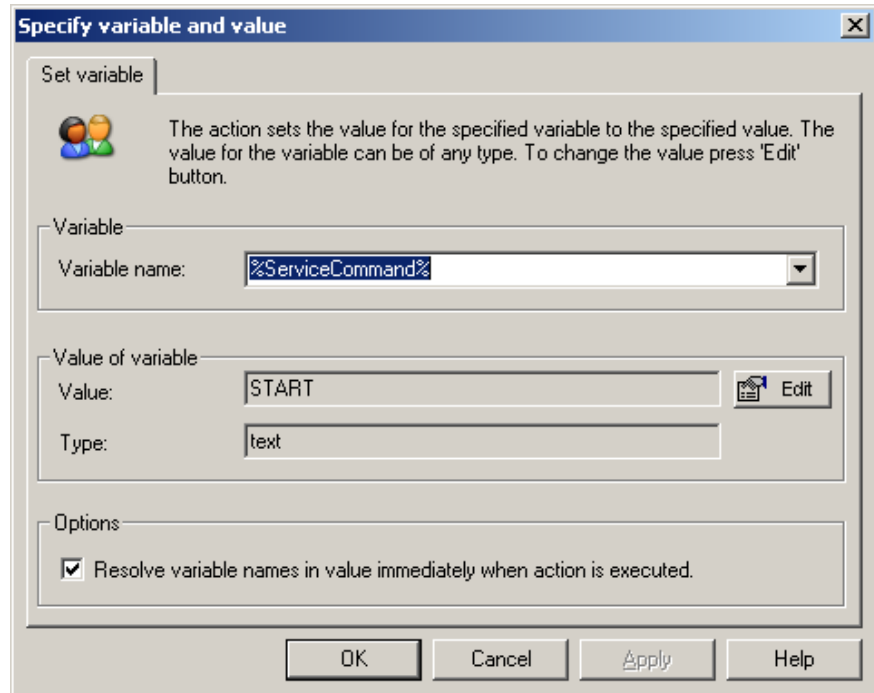 Specify variable and value
Set variable
The action sets the value for the specified variable to the specified value. The
value for the variable can be of any type. To change the value press 'Edit'
button.
Variable
Variable name: %ServiceCommand%
Value of variable
Value: START Edit
Type: text
Options
Resolve variable names in value immediately when action is executed.
OK Cancel Apply Help